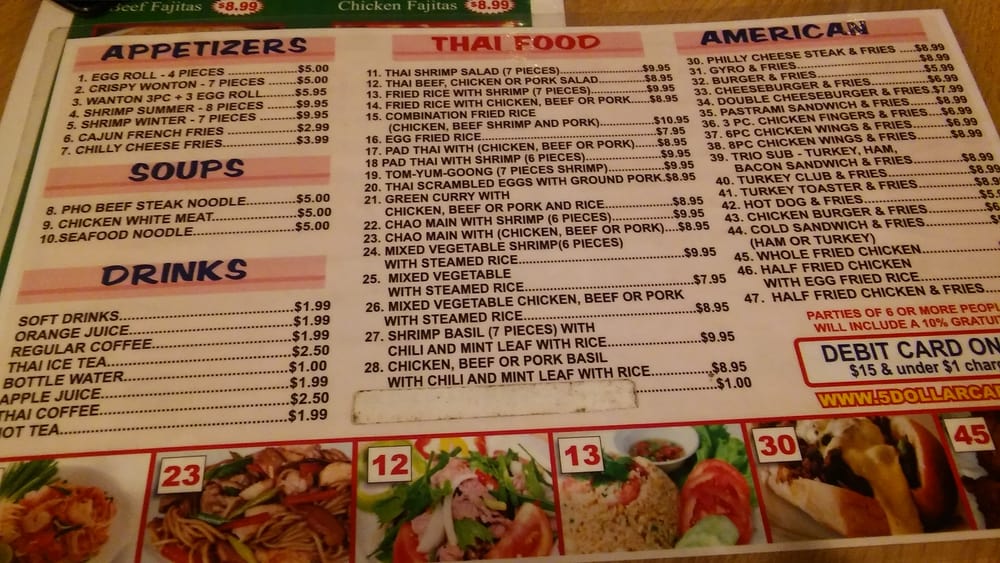 Beef Fajitas $8.99
Chicken Fajitas $8.99
APPETIZERS
1. EGG ROLL - 4 PIECES $5.00
2. CRISPY WONTON - 7 PIECES $5.00
3. WANTON 3PC + 3 EGG ROLL $5.95
4. SHRIMP SUMMER - 8 PIECES $9.95
5. SHRIMP WINTER - 7 PIECES $9.95
6. CAJUN FRENCH FRIES $2.99
7. CHILLY CHEESE FRIES $3.99
SOUPS
8. PHO BEEF STEAK NOODLE $5.00
9. CHICKEN WHITE MEAT $5.00
10.SEAFOOD NOODLE $5.00
DRINKS
SOFT DRINKS $1.99
ORANGE JUICE $1.99
REGULAR COFFEE $1.99
THAI ICE TEA $2.50
BOTTLE WATER $1.00
APPLE JUICE $1.99
THAI COFFEE $2.50
HOT TEA $1.99
THAI FOOD
11. THAI SHRIMP SALAD (7 PIECES) $9.95
12. THAI BEEF, CHICKEN OR PORK SALAD $8.95
13. FRIED RICE WITH SHRIMP (7 PIECES) $9.95
14. FRIED RICE WITH CHICKEN, BEEF OR PORK $8.95
15. COMBINATION FRIED RICE
(CHICKEN, BEEF SHRIMP AND PORK) $10.95
16. EGG FRIED RICE $7.95
17. PAD THAI WITH (CHICKEN, BEEF OR PORK) $8.95
18 PAD THAI WITH SHRIMP (6 PIECES) $9.95
19. TOM-YUM-GOONG (7 PIECES SHRIMP) $9.95
20. THAI SCRAMBLED EGGS WITH GROUND PORK.$8.95
21. GREEN CURRY WITH
CHICKEN, BEEF OR PORK AND RICE $8.95
22. CHAO MAIN WITH SHRIMP (6 PIECES) $9.95
23. CHAO MAIN WITH (CHICKEN, BEEF OR PORK) $8.95
24. MIXED VEGETABLE SHRIMP(6 PIECES)
WITH STEAMED RICE $9.95
25. MIXED VEGETABLE
WITH STEAMED RICE $7.95
26. MIXED VEGETABLE CHICKEN, BEEF OR PORK
WITH STEAMED RICE $8.95
27. SHRIMP BASIL (7 PIECES) WITH
CHILI AND MINT LEAF WITH RICE $9.95
28. CHICKEN, BEEF OR PORK BASIL
WITH CHILI AND MINT LEAF WITH RICE $8.95
$1.00
AMERICAN
30. PHILLY CHEESE STEAK & FRIES $8.99
31. GYRO & FRIES $8.99
32. BURGER & FRIES $5.99
33. CHEESEBURGER & FRIES $6.99
34. DOUBLE CHEESEBURGER & FRIES.$7.99
35. PASTRAMI SANDWICH & FRIES $8.99
36. 3 PC. CHICKEN FINGERS & FRIES $6.99
37. 6PC CHICKEN WINGS & FRIES $6.99
38. 8PC CHICKEN WINGS & FRIES $8.99
39. TRIO SUB - TURKEY, HAM,
BACON SANDWICH & FRIES $8.99
40. TURKEY CLUB & FRIES $8.99
41. TURKEY TOASTER & FRIES
42. HOT DOG & FRIES
43. CHICKEN BURGER & FRIES
44. COLD SANDWICH & FRIES
(HAM OR TURKEY)
45. WHOLE FRIED CHICKEN
46. HALF FRIED CHICKEN
WITH EGG FRIED RICE
47. HALF FRIED CHICKEN & FRIES
PARTIES OF 6 OR MORE
WILL INCLUDE A 10%
DEBIT CARD
$15 & under $1
23
12
13
30
45